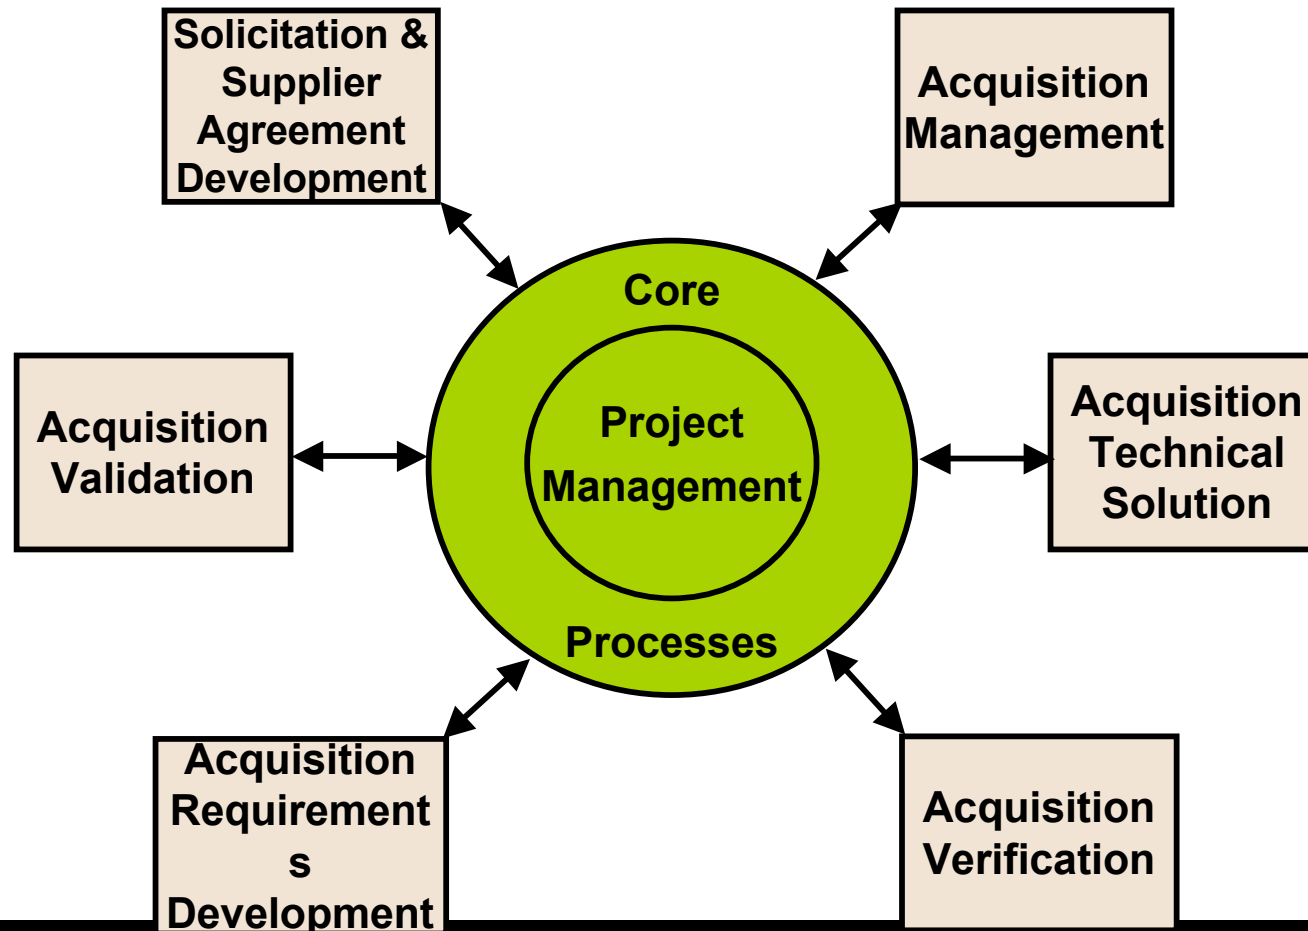 Solicitation &
Supplier
Agreement
Development
Acquisition
Management
Core
Project
Management
Processes
Acquisition
Validation
Acquisition
Technical
Solution
Acquisition
Requirement
s
Development
Acquisition
Verification